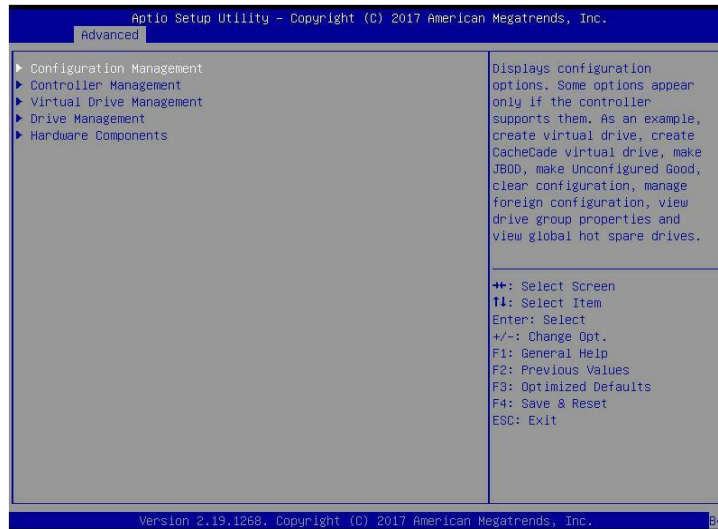 Aptio Setup Utility – Copyright (C) 2017 American Megatrends, Inc.
Advanced
Configuration Management
Controller Management
Virtual Drive Management
Drive Management
Hardware Components
Displays configuration
options. Some options appear
only if the controller
supports them. As an example,
create virtual drive, create
CacheCade virtual drive, make
JBOD, make Unconfigured Good,
clear configuration, manage
foreign configuration, view
drive group properties and
view global hot spare drives.
→←: Select Screen
↑↓: Select Item
Enter: Select
+/-: Change Opt.
F1: General Help
F2: Previous Values
F3: Optimized Defaults
F4: Save & Reset
ESC: Exit
Version 2.19.1268. Copyright (C) 2017 American Megatrends, Inc.